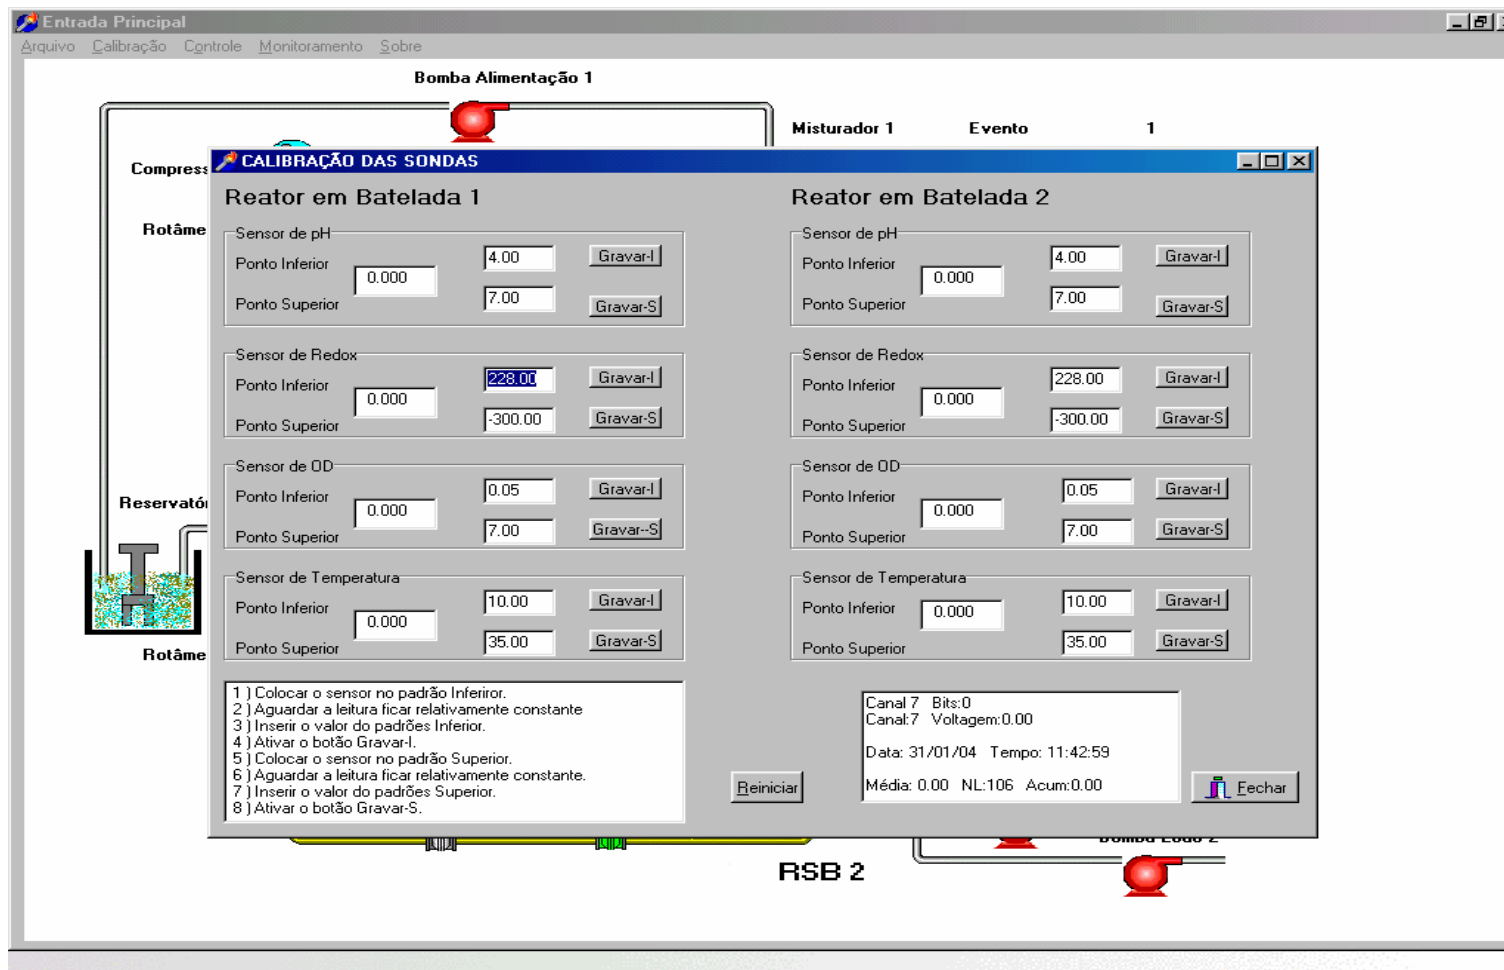 Entrada Principal
Arquivo Calibração Controle Monitoramento Sobre
Bomba Alimentação 1
Misturador 1 Evento 1
Compress
Rotâme
Reservató
Rotâme
CALIBRAÇÃO DAS SONDAS
Reator em Batelada 1
Sensor de pH
Ponto Inferior 0.000 4.00 Gravar-I
Ponto Superior 7.00 Gravar-S
Sensor de Redox
Ponto Inferior 0.000 228.00 Gravar-I
Ponto Superior -300.00 Gravar-S
Sensor de OD
Ponto Inferior 0.000 0.05 Gravar-I
Ponto Superior 7.00 Gravar--S
Sensor de Temperatura
Ponto Inferior 0.000 10.00 Gravar-I
Ponto Superior 35.00 Gravar-S
Reator em Batelada 2
Sensor de pH
Ponto Inferior 0.000 4.00 Gravar-I
Ponto Superior 7.00 Gravar-S
Sensor de Redox
Ponto Inferior 0.000 228.00 Gravar-I
Ponto Superior -300.00 Gravar-S
Sensor de OD
Ponto Inferior 0.000 0.05 Gravar-I
Ponto Superior 7.00 Gravar-S
Sensor de Temperatura
Ponto Inferior 0.000 10.00 Gravar-I
Ponto Superior 35.00 Gravar-S
1 ) Colocar o sensor no padrão Inferiror.
2 ) Aguardar a leitura ficar relativamente constante
3 ) Inserir o valor do padrões Inferior.
4 ) Ativar o botão Gravar-I.
5 ) Colocar o sensor no padrão Superior.
6 ) Aguardar a leitura ficar relativamente constante.
7 ) Inserir o valor do padrões Superior.
8 ) Ativar o botão Gravar-S.
Reiniciar
Canal 7 Bits:0
Canal:7 Voltagem:0.00
Data: 31/01/04 Tempo: 11:42:59
Média: 0.00 NL:106 Acum:0.00
Fechar
Bomba Lodo 2
RSB 2